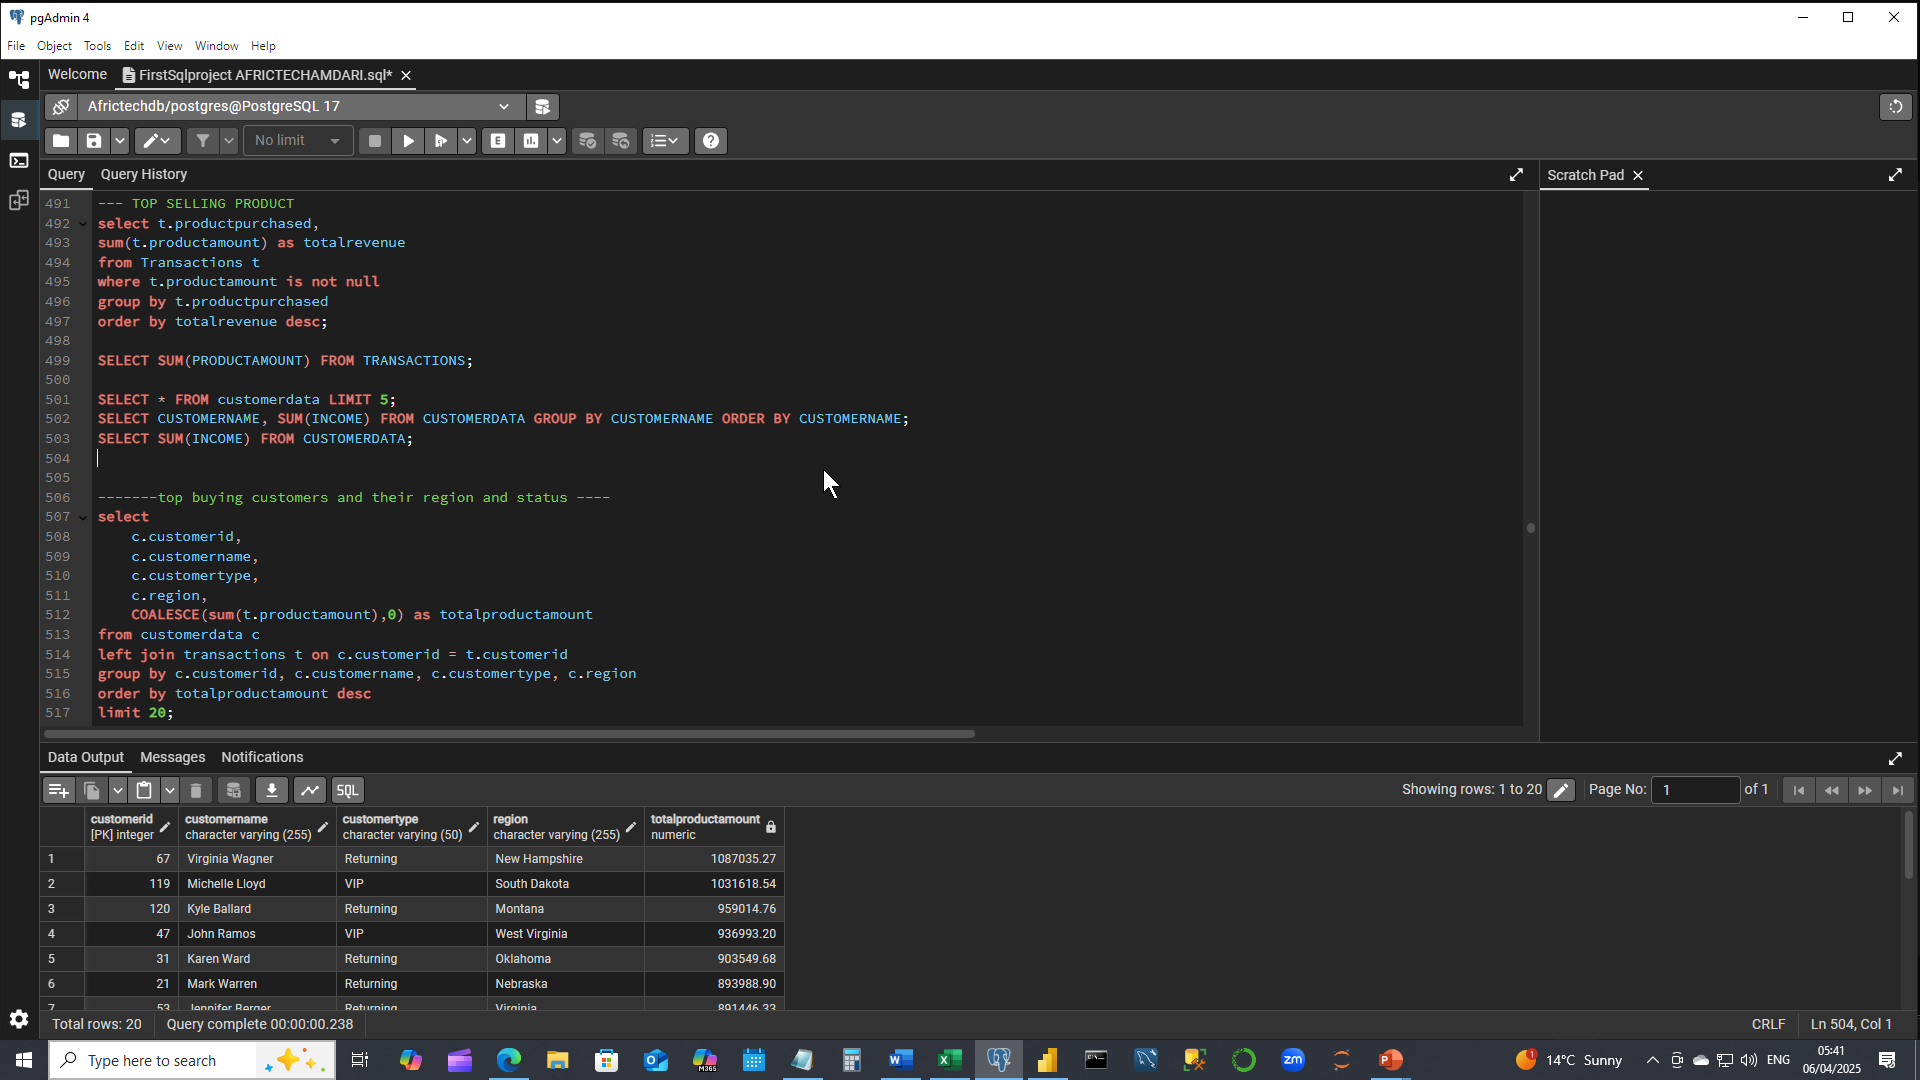 pgAdmin 4
File Object Tools Edit View Window Help
Welcome FirstSqlproject AFRICTECHAMDARI.sql*
Africtechdb/postgres@PostgreSQL 17
No limit E
Query Query History
Scratch Pad
491 --- TOP SELLING PRODUCT
492 select t.productpurchased,
493 sum(t.productamount) as totalrevenue
494 from Transactions t
495 where t.productamount is not null
496 group by t.productpurchased
497 order by totalrevenue desc;
498
499 SELECT SUM(PRODUCTAMOUNT) FROM TRANSACTIONS;
500
501 SELECT * FROM customerdata LIMIT 5;
502 SELECT CUSTOMERNAME, SUM(INCOME) FROM CUSTOMERDATA GROUP BY CUSTOMERNAME ORDER BY CUSTOMERNAME;
503 SELECT SUM(INCOME) FROM CUSTOMERDATA;
504
505
506 -------top buying customers and their region and status ----
507 select
508 c.customerid,
509 c.customername,
510 c.customertype,
511 c.region,
512 COALESCE(sum(t.productamount),0) as totalproductamount
513 from customerdata c
514 left join transactions t on c.customerid = t.customerid
515 group by c.customerid, c.customername, c.customertype, c.region
516 order by totalproductamount desc
517 limit 20;
Data Output Messages Notifications
SQL Showing rows: 1 to 20 Page No: 1 of 1
customerid customername customertype region totalproductamount
[PK] integer character varying (255) character varying (50) character varying (255) numeric
1 67 Virginia Wagner Returning New Hampshire 1087035.27
2 119 Michelle Lloyd VIP South Dakota 1031618.54
3 120 Kyle Ballard Returning Montana 959014.76
4 47 John Ramos VIP West Virginia 936993.20
5 31 Karen Ward Returning Oklahoma 903549.68
6 21 Mark Warren Returning Nebraska 893988.90
7 53 Jennifer Berger Returning Virginia 891446.33
Total rows: 20 Query complete 00:00:00.238 CRLF Ln 504, Col 1
Type here to search M365 zm 1 14°C Sunny ENG 05:41
06/04/2025